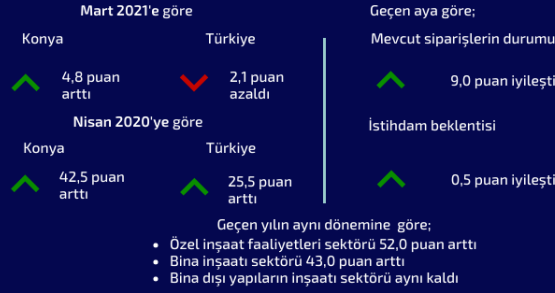 Mart 2021'e göre
Konya Türkiye
4,8 puan arttı
2,1 puan azaldı
Nisan 2020'ye göre
Konya Türkiye
42,5 puan arttı
25,5 puan arttı
Geçen aya göre;
Mevcut siparişlerin durumu
9,0 puan iyileşti
İstihdam beklentisi
0,5 puan iyileşti
Geçen yılın aynı dönemine göre;
• Özel inşaat faaliyetleri sektörü 52,0 puan arttı
• Bina inşaatı sektörü 43,0 puan arttı
• Bina dışı yapıların inşaatı sektörü aynı kaldı